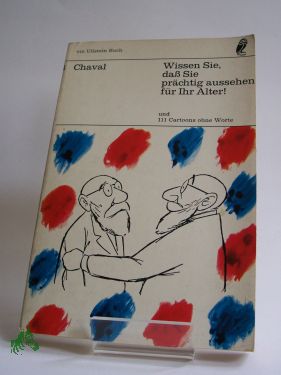 ein Ullstein Buch
Chaval
Wissen Sie,
daß Sie
prächtig aussehen
für Ihr Alter!
und
111 Cartoons ohne Worte